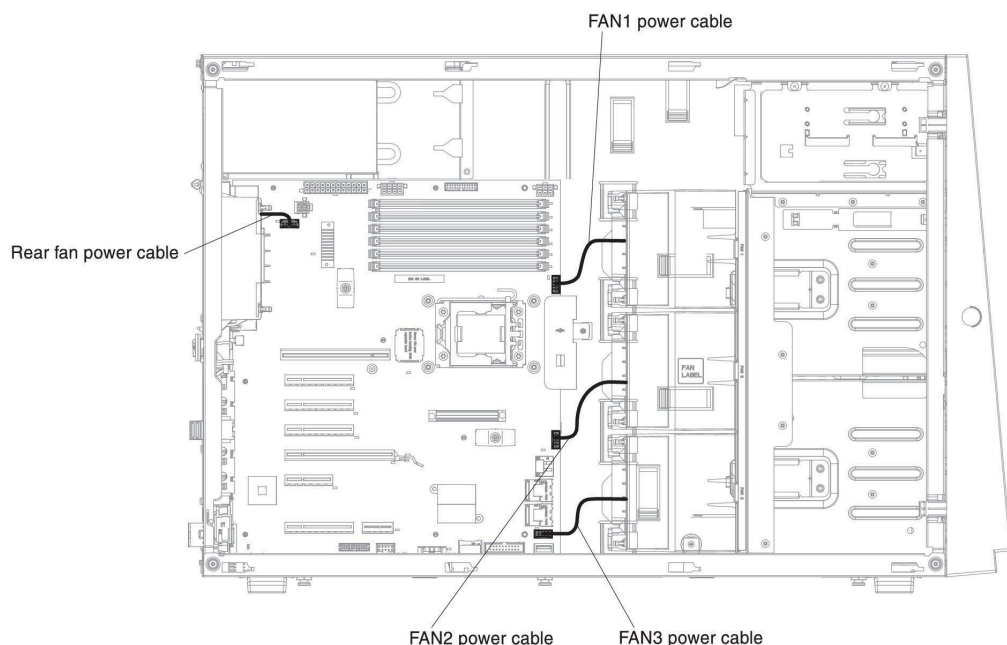 FAN1 power cable
Rear fan power cable
FAN
LABEL
FAN2 power cable
FAN3 power cable